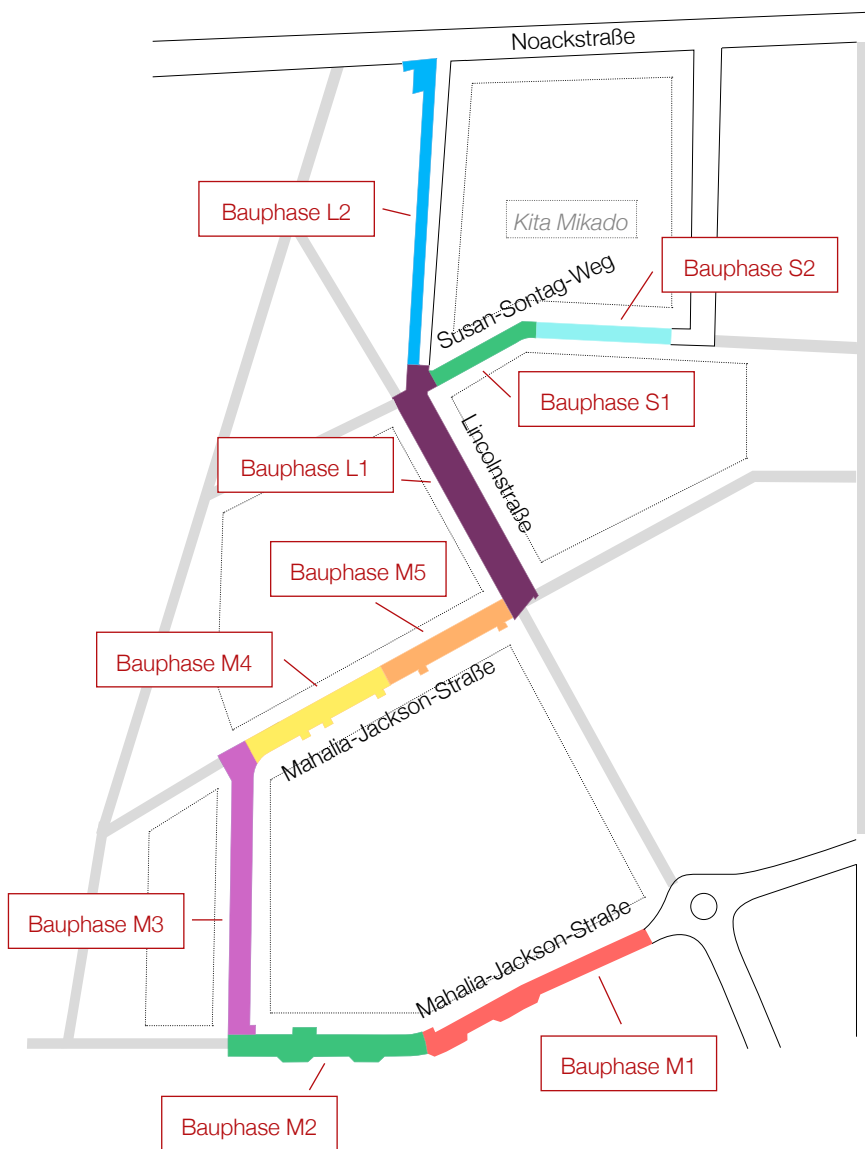 Noackstraße
Bauphase L2
Kita Mikado
Bauphase S2
Susan-Sontag-Weg
Bauphase S1
Bauphase L1
Lincolnstraße
Bauphase M5
Bauphase M4
Mahalia-Jackson-Straße
Bauphase M3
Mahalia-Jackson-Straße
Bauphase M1
Bauphase M2